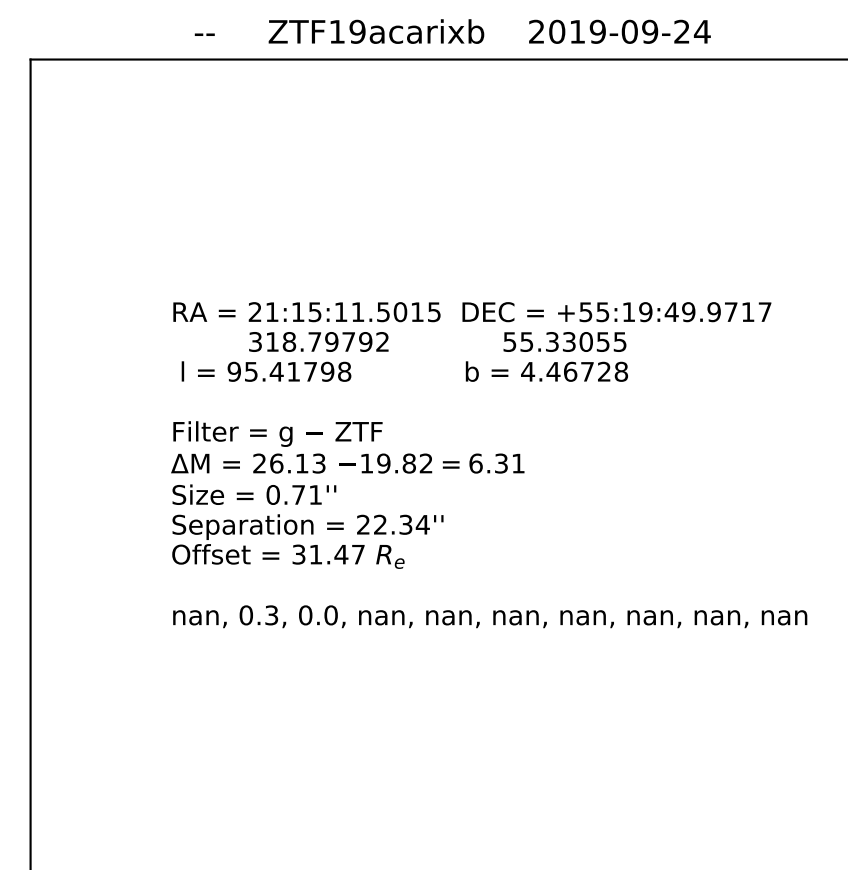 -- ZTF19acarixb 2019-09-24
RA = 21:15:11.5015 DEC = +55:19:49.9717
318.79792 55.33055
l = 95.41798 b = 4.46728
Filter = g − ZTF
ΔM = 26.13 −19.82 = 6.31
Size = 0.71''
Separation = 22.34''
Offset = 31.47 Re
nan, 0.3, 0.0, nan, nan, nan, nan, nan, nan, nan